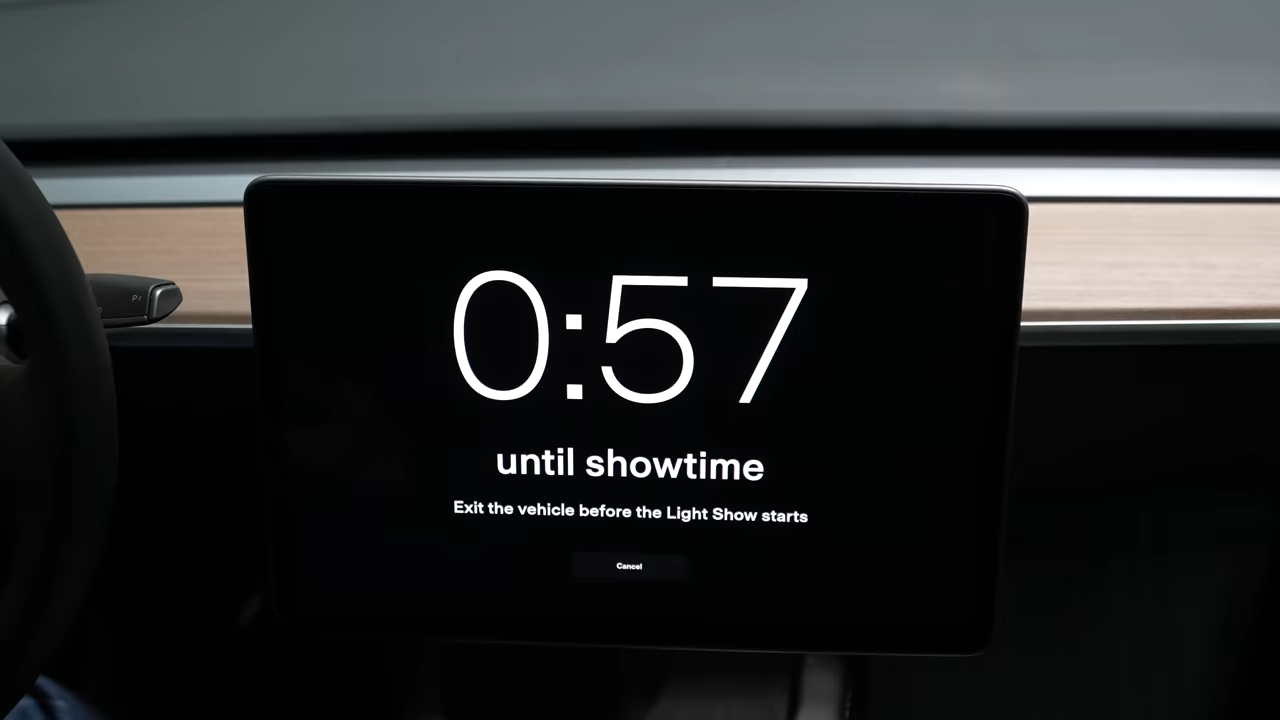 P<
0:57
until showtime
Exit the vehicle before the Light Show starts
Cancel